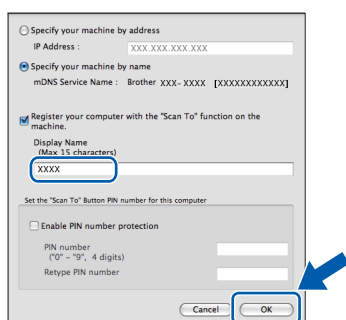 Specify your machine by address
IP Address : XXX.XXX.XXX.XXX
Specify your machine by name
mDNS Service Name : Brother XXX-XXXX [XXXXXXXXXXXX]
Register your computer with the "Scan To" function on the
machine.
Display Name
(Max 15 characters)
XXXX
Set the "Scan To" Button PIN number for this computer
Enable PIN number protection
PIN number
("0" – "9", 4 digits)
Retype PIN number
Cancel OK